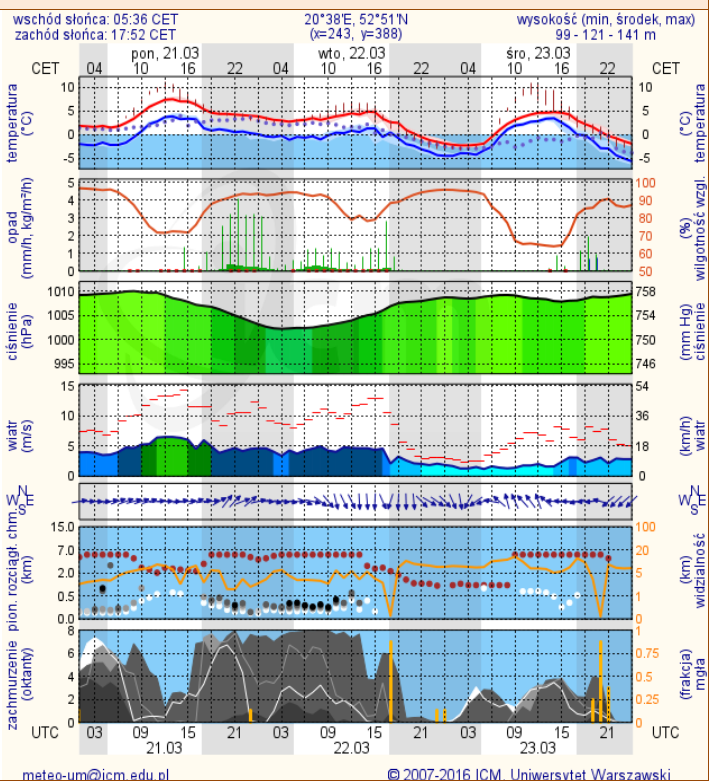 wschód słońca: 05:36 CET 20°38'E, 52°51'N wysokość (min, środek, max)
zachód słońca: 17:52 CET (x=243, y=388) 99 - 121 - 141 m
pon, 21.03 wto, 22.03 śro, 23.03
CET 04 10 16 22 04 10 16 22 04 10 16 22 CET
temperatura (°C) 10 5 0 -5
10 5 0 -5 (°C) temperatura
opad (mm/h, kg/m²/h) 5 4 3 2 1 0
100 90 80 70 60 50 (%) wilgotność wzgl.
ciśnienie (hPa) 1010 1005 1000 995
758 754 750 746 (mm Hg) ciśnienie
wiatr (m/s) 15 10 5 0
54 36 18 0 (km/h) wiatr
N W E S
N W E S
pion. rozciągł. chm. (km) 15.0 7.0 2.0 0.5 0.0
100 20 5 1 0 (km) widzialność
zachmurzenie (oktanty) 8 6 4 2 0
1 0.75 0.5 0.25 0 (frakcja) mgła
UTC 03 09 15 21 03 09 15 21 03 09 15 21 UTC
21.03 22.03 23.03
meteo-um@icm.edu.pl © 2007-2016 ICM, Uniwersytet Warszawski